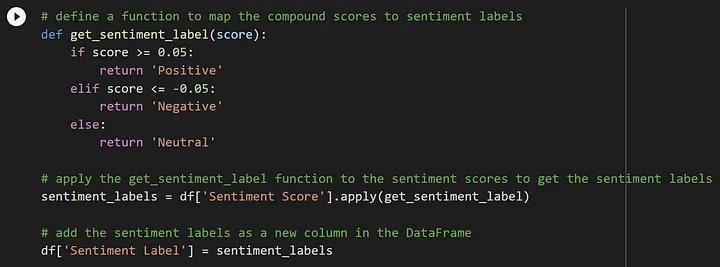 # define a function to map the compound scores to sentiment labels
def get_sentiment_label(score):
    if score >= 0.05:
        return 'Positive'
    elif score <= -0.05:
        return 'Negative'
    else:
        return 'Neutral'

# apply the get_sentiment_label function to the sentiment scores to get the sentiment labels
sentiment_labels = df['Sentiment Score'].apply(get_sentiment_label)

# add the sentiment labels as a new column in the DataFrame
df['Sentiment Label'] = sentiment_labels